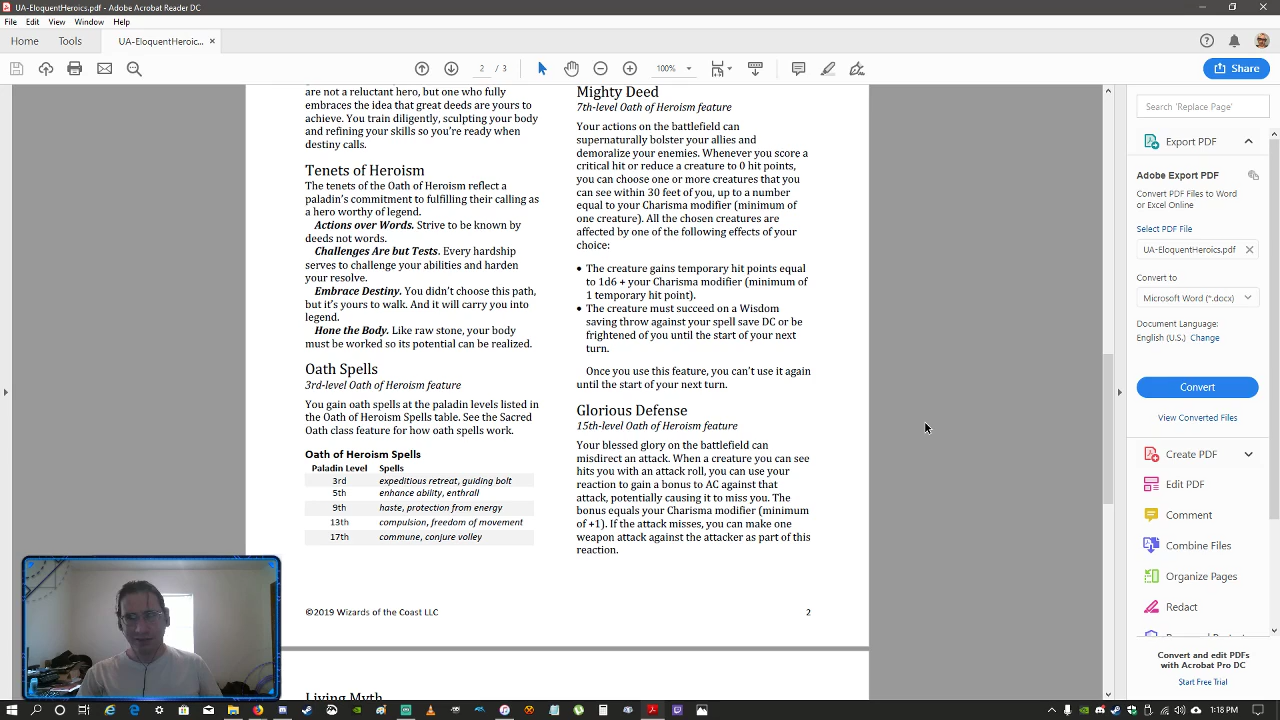 UA-EloquentHeroics.pdf - Adobe Acrobat Reader DC
File Edit View Window Help
Home Tools UA-EloquentHeroic... ×
2 / 3 100% Share
are not a reluctant hero, but one who fully
embraces the idea that great deeds are yours to
achieve. You train diligently, sculpting your body
and refining your skills so you're ready when
destiny calls.
Tenets of Heroism
The tenets of the Oath of Heroism reflect a
paladin's commitment to fulfilling their calling as
a hero worthy of legend.
Actions over Words. Strive to be known by
deeds not words.
Challenges Are but Tests. Every hardship
serves to challenge your abilities and harden
your resolve.
Embrace Destiny. You didn't choose this path,
but it's yours to walk. And it will carry you into
legend.
Hone the Body. Like raw stone, your body
must be worked so its potential can be realized.
Oath Spells
3rd-level Oath of Heroism feature
You gain oath spells at the paladin levels listed in
the Oath of Heroism Spells table. See the Sacred
Oath class feature for how oath spells work.
Oath of Heroism Spells
Paladin Level Spells
3rd expeditious retreat, guiding bolt
5th enhance ability, enthrall
9th haste, protection from energy
13th compulsion, freedom of movement
17th commune, conjure volley
Mighty Deed
7th-level Oath of Heroism feature
Your actions on the battlefield can
supernaturally bolster your allies and
demoralize your enemies. Whenever you score a
critical hit or reduce a creature to 0 hit points,
you can choose one or more creatures that you
can see within 30 feet of you, up to a number
equal to your Charisma modifier (minimum of
one creature). All the chosen creatures are
affected by one of the following effects of your
choice:
• The creature gains temporary hit points equal
to 1d6 + your Charisma modifier (minimum of
1 temporary hit point).
• The creature must succeed on a Wisdom
saving throw against your spell save DC or be
frightened of you until the start of your next
turn.
Once you use this feature, you can't use it again
until the start of your next turn.
Glorious Defense
15th-level Oath of Heroism feature
Your blessed glory on the battlefield can
misdirect an attack. When a creature you can see
hits you with an attack roll, you can use your
reaction to gain a bonus to AC against that
attack, potentially causing it to miss you. The
bonus equals your Charisma modifier (minimum
of +1). If the attack misses, you can make one
weapon attack against the attacker as part of this
reaction.
©2019 Wizards of the Coast LLC 2
Living Myth
Search 'Replace Page'
Export PDF
Adobe Export PDF
Convert PDF Files to Word
or Excel Online
Select PDF File
UA-EloquentHeroics.pdf ×
Convert to
Microsoft Word (*.docx)
Document Language:
English (U.S.) Change
Convert
View Converted Files
Create PDF
Edit PDF
Comment
Combine Files
Organize Pages
Redact
Convert and edit PDFs
with Acrobat Pro DC
Start Free Trial
1:18 PM